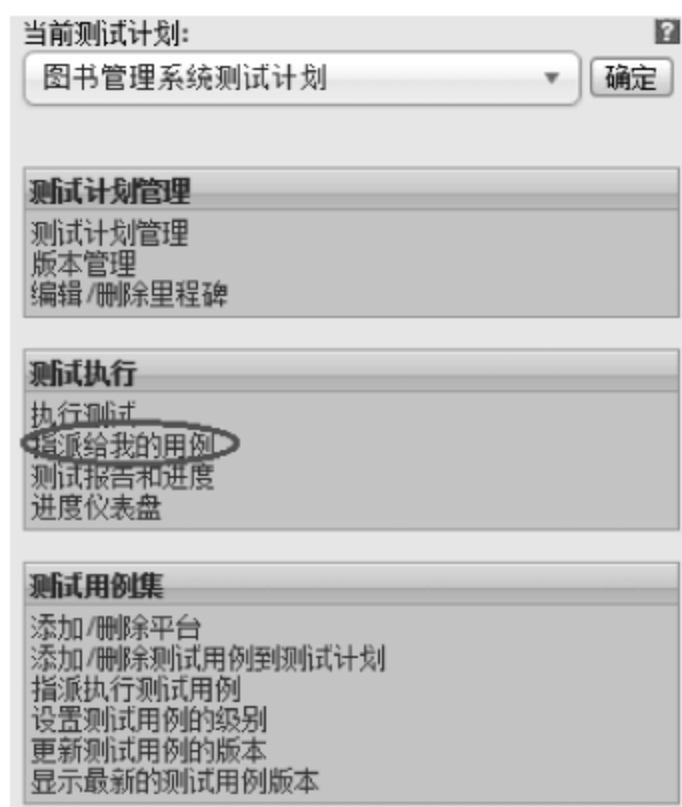 当前测试计划:
?
图书管理系统测试计划
确定
测试计划管理
测试计划管理
版本管理
编辑/删除里程碑
测试执行
执行测试
指派给我的用例
测试报告和进度
进度仪表盘
测试用例集
添加/删除平台
添加/删除测试用例到测试计划
指派执行测试用例
设置测试用例的级别
更新测试用例的版本
显示最新的测试用例版本